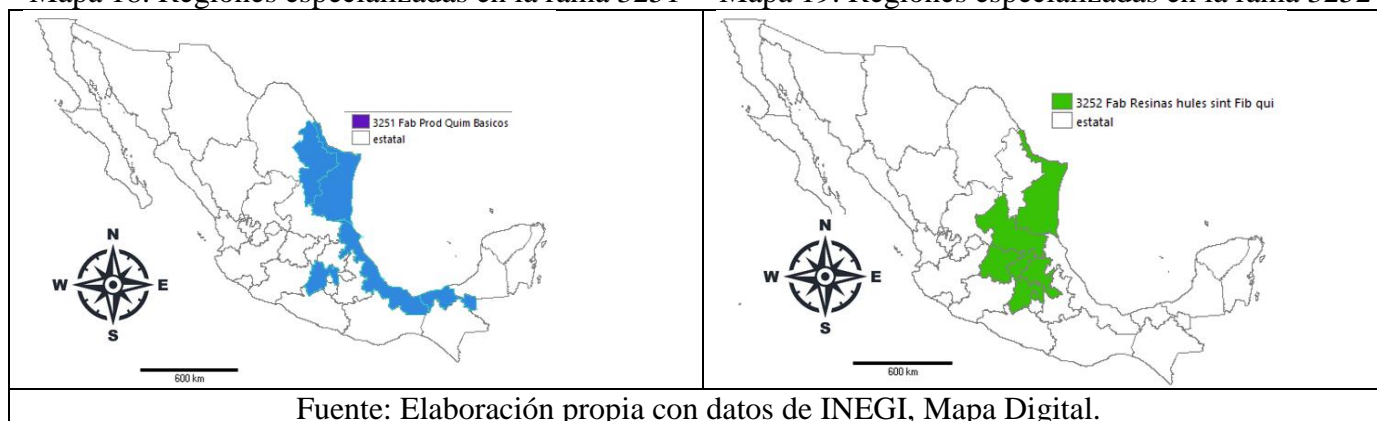 Mapa 18. Regiones especializadas en la rama 3251
Mapa 19. Regiones especializadas en la rama 3252
3251 Fab Prod Quim Basicos
estatal
N
W E
S
600 km
3252 Fab Resinas hules sint Fib qui
estatal
N
W E
S
600 km
Fuente: Elaboración propia con datos de INEGI, Mapa Digital.